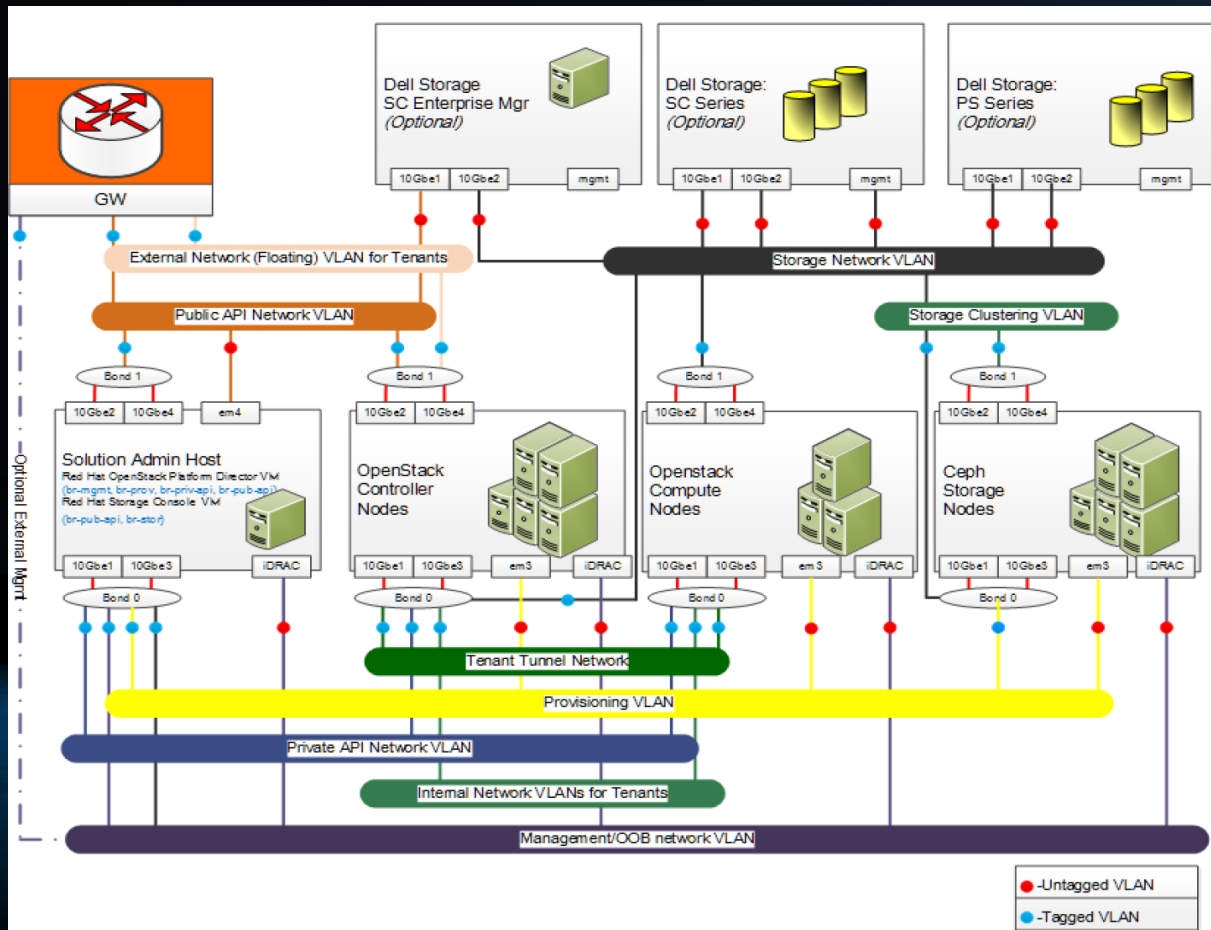 Dell Storage
SC Enterprise Mgr
(Optional)
10Gbe1 10Gbe2 mgmt
Dell Storage:
SC Series
(Optional)
10Gbe1 10Gbe2 mgmt
Dell Storage:
PS Series
(Optional)
10Gbe1 10Gbe2 mgmt
GW
External Network (Floating) VLAN for Tenants
Storage Network VLAN
Public API Network VLAN
Storage Clustering VLAN
Bond 1
10Gbe2 10Gbe4 em4
Solution Admin Host
Red Hat OpenStack Platform Director VM
(br-mgmt, br-prov, br-priv-api, br-pub-api)
Red Hat Storage Console VM
(br-pub-api, br-stor)
10Gbe1 10Gbe3 iDRAC
Bond 0
Bond 1
10Gbe2 10Gbe4
OpenStack
Controller
Nodes
10Gbe1 10Gbe3 em3 iDRAC
Bond 0
Bond 1
10Gbe2 10Gbe4
Openstack
Compute
Nodes
10Gbe1 10Gbe3 em3 iDRAC
Bond 0
Bond 1
10Gbe2 10Gbe4
Ceph
Storage
Nodes
10Gbe1 10Gbe3 em3 iDRAC
Bond 0
Optional External Mgmt
Tenant Tunnel Network
Provisioning VLAN
Private API Network VLAN
Internal Network VLANs for Tenants
Management/OOB network VLAN
-Untagged VLAN
-Tagged VLAN